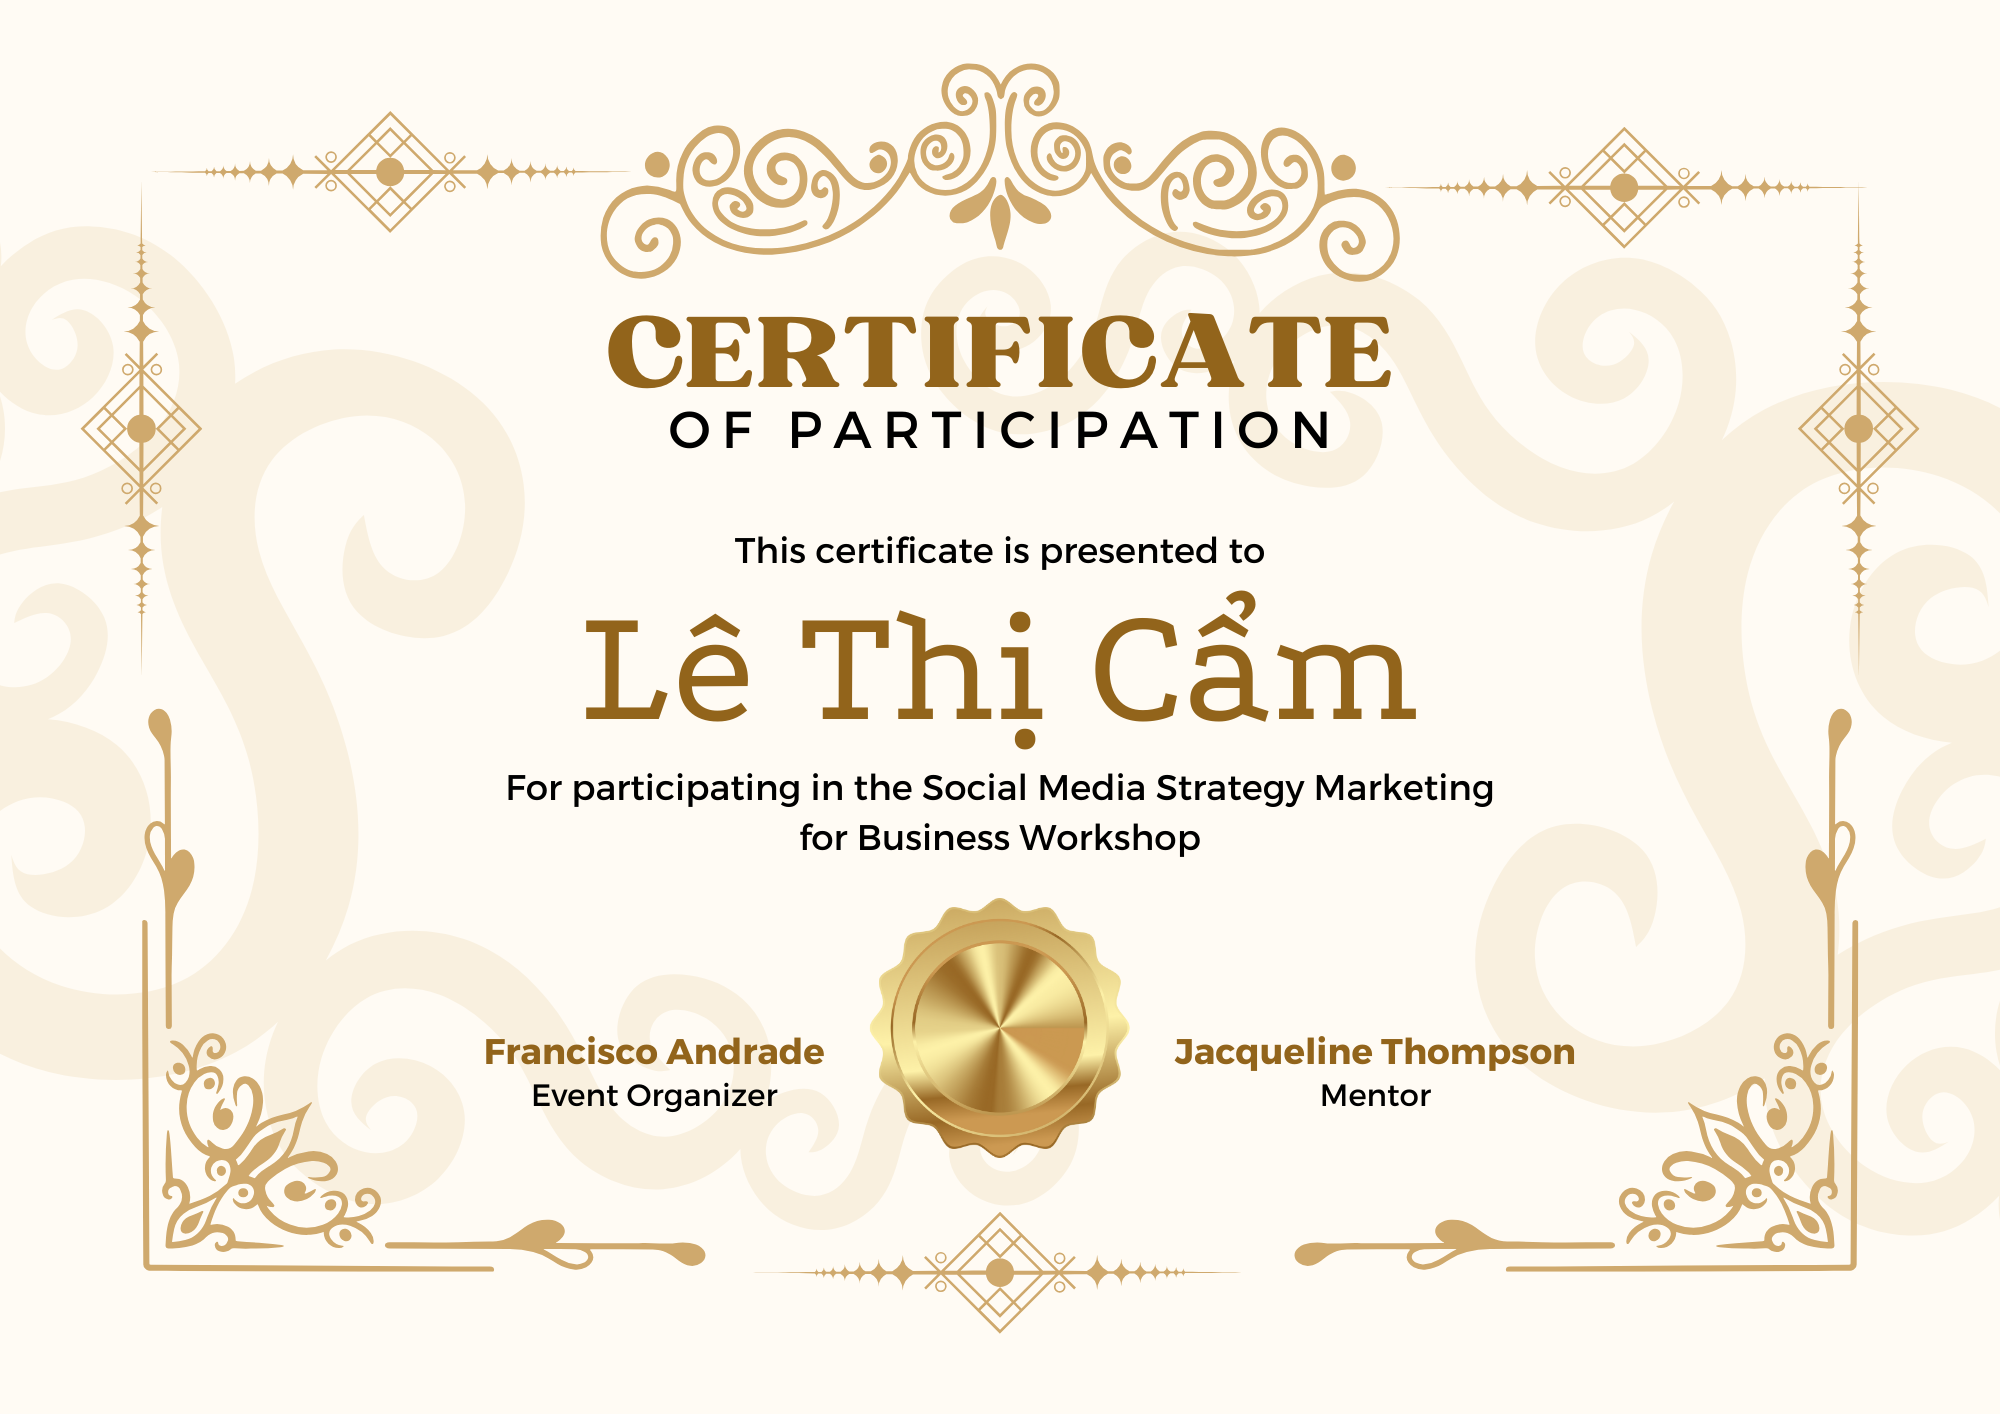 CERTIFICATE
OF PARTICIPATION
This certificate is presented to
Lê Thị Cẩm
For participating in the Social Media Strategy Marketing
for Business Workshop
Francisco Andrade
Event Organizer
Jacqueline Thompson
Mentor